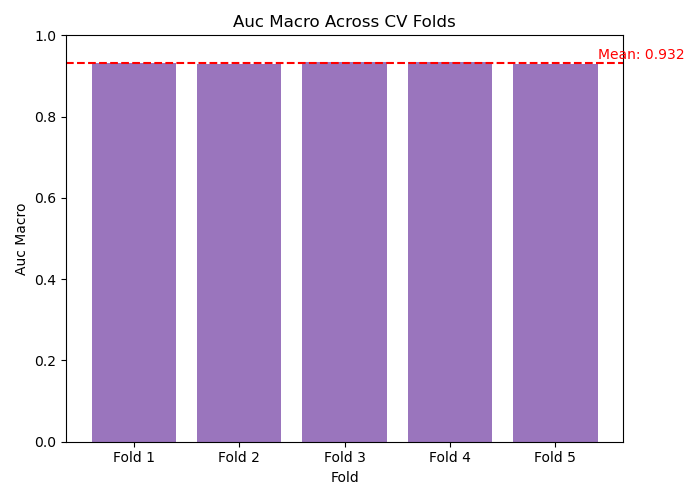 Auc Macro Across CV Folds
Mean: 0.932
1.0
0.8
0.6
0.4
0.2
0.0
Auc Macro
Fold 1 Fold 2 Fold 3 Fold 4 Fold 5
Fold